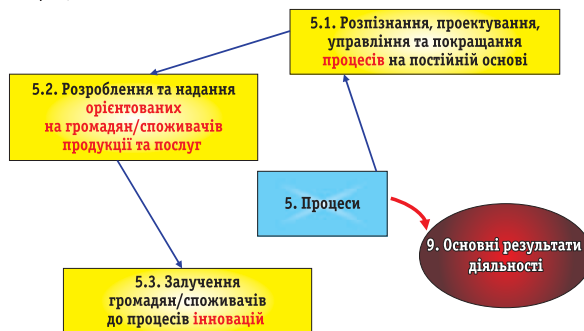 5.1. Розпізнання, проектування,
управління та покращання
процесів на постійній основі
5.2. Розроблення та надання
орієнтованих
на громадян/споживачів
продукції та послуг
5. Процеси
9. Основні результати
діяльності
5.3. Залучення
громадян/споживачів
до процесів інновацій